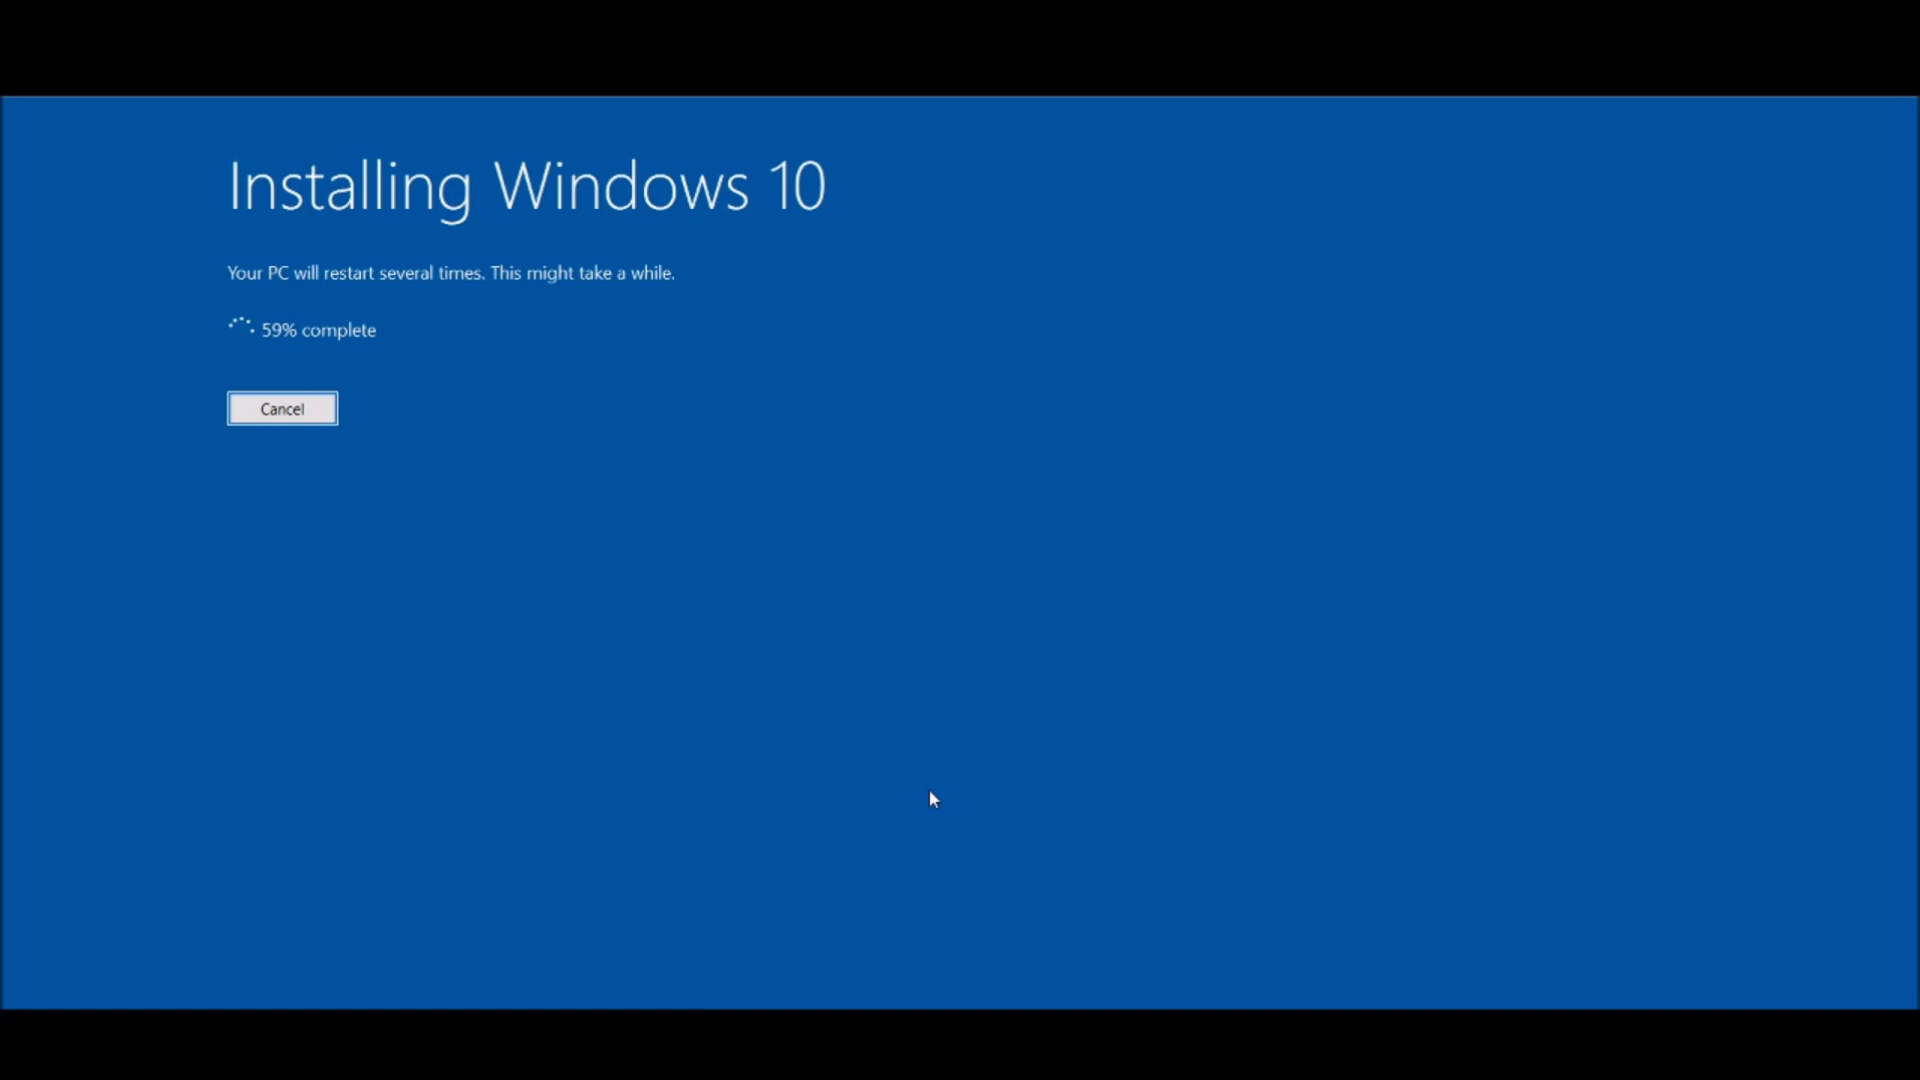 Installing Windows 10
Your PC will restart several times. This might take a while.
59% complete
Cancel